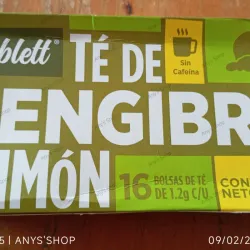 blett®
TÉ DE
Sin
Cafeína
ENGIBR
IMÓN
16 BOLSAS DE TÉ
DE 1.2g C/U
CON
NET
5 | ANYS'SHOP
09/02/2